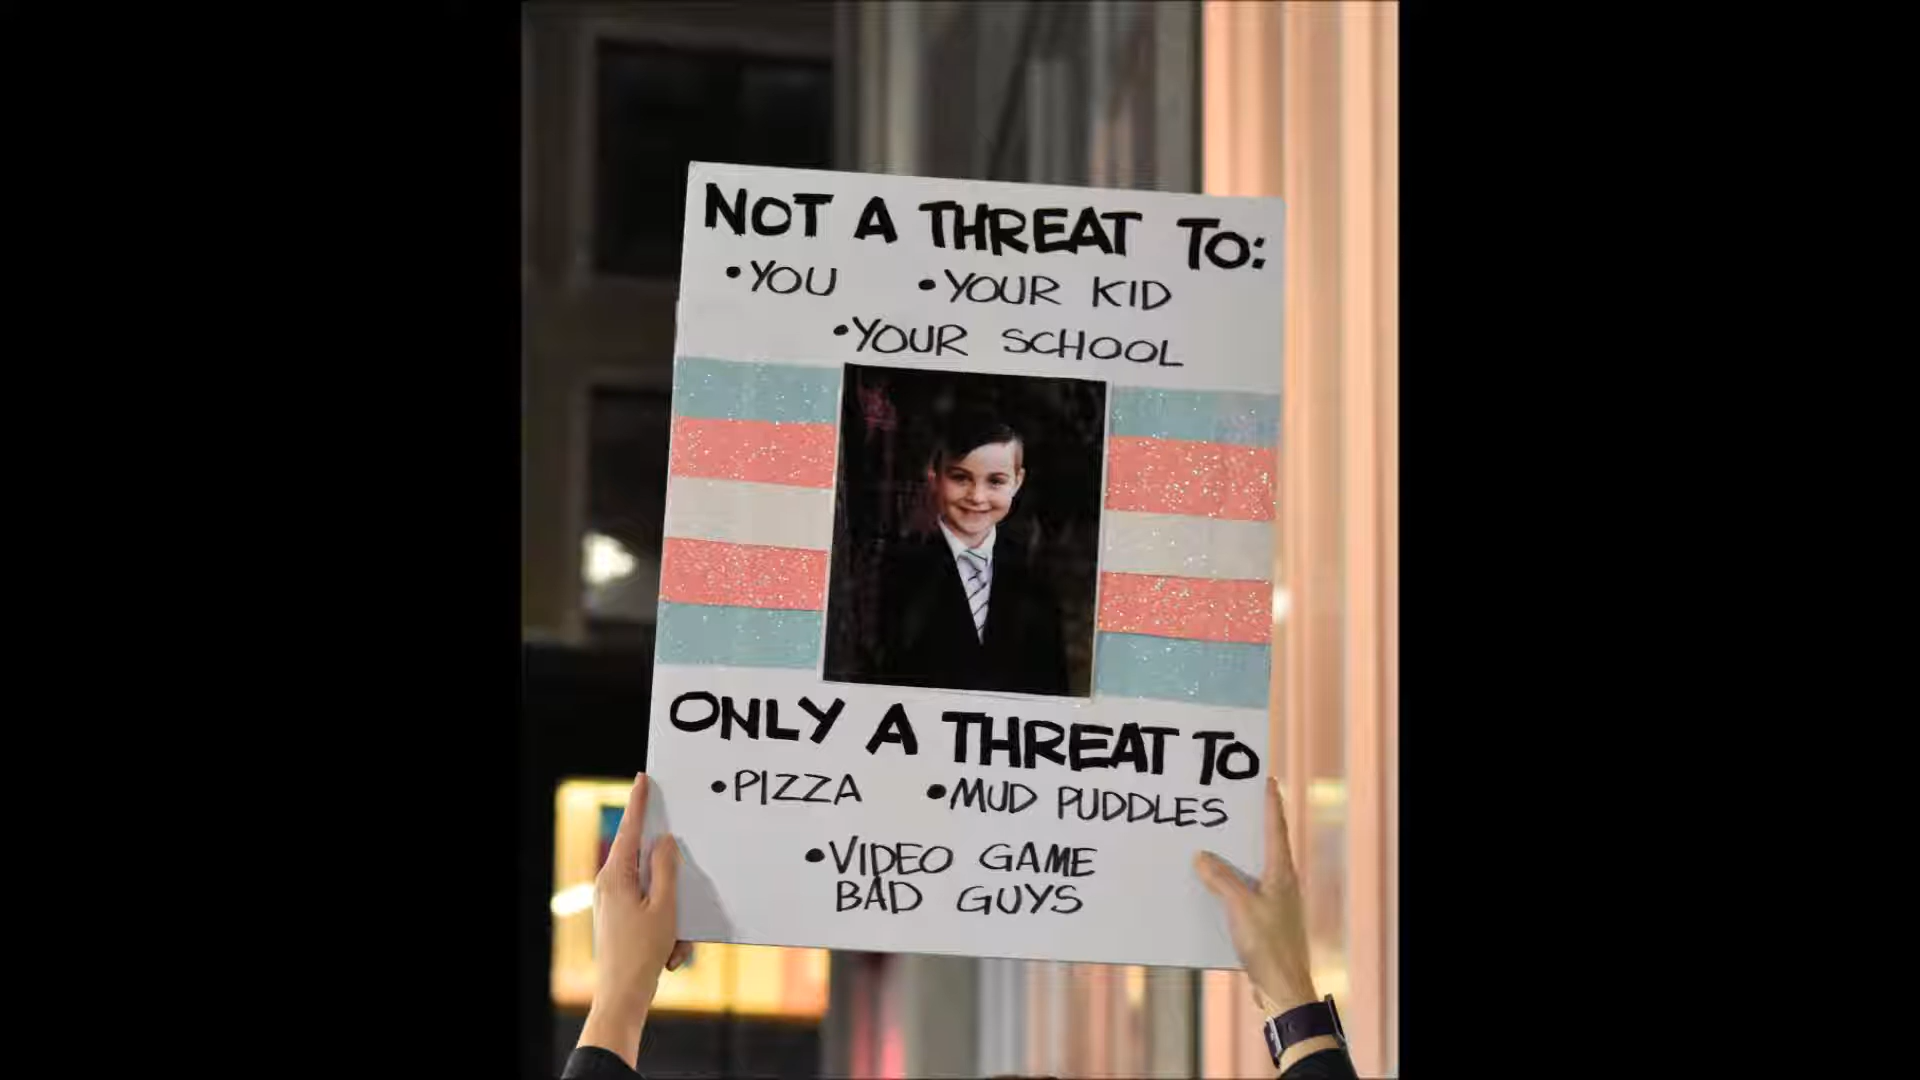 NOT A THREAT TO:
•YOU •YOUR KID
•YOUR SCHOOL
ONLY A THREAT TO
•PIZZA •MUD PUDDLES
•VIDEO GAME
BAD GUYS